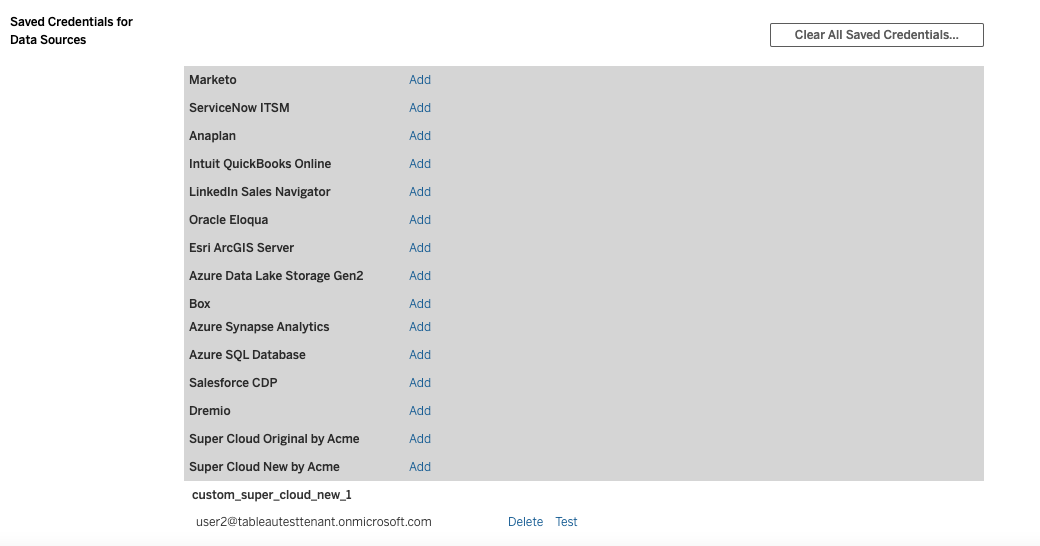 Saved Credentials for
Data Sources
Clear All Saved Credentials...
Marketo Add
ServiceNow ITSM Add
Anaplan Add
Intuit QuickBooks Online Add
LinkedIn Sales Navigator Add
Oracle Eloqua Add
Esri ArcGIS Server Add
Azure Data Lake Storage Gen2 Add
Box Add
Azure Synapse Analytics Add
Azure SQL Database Add
Salesforce CDP Add
Dremio Add
Super Cloud Original by Acme Add
Super Cloud New by Acme Add
custom_super_cloud_new_1
user2@tableautesttenant.onmicrosoft.com Delete Test